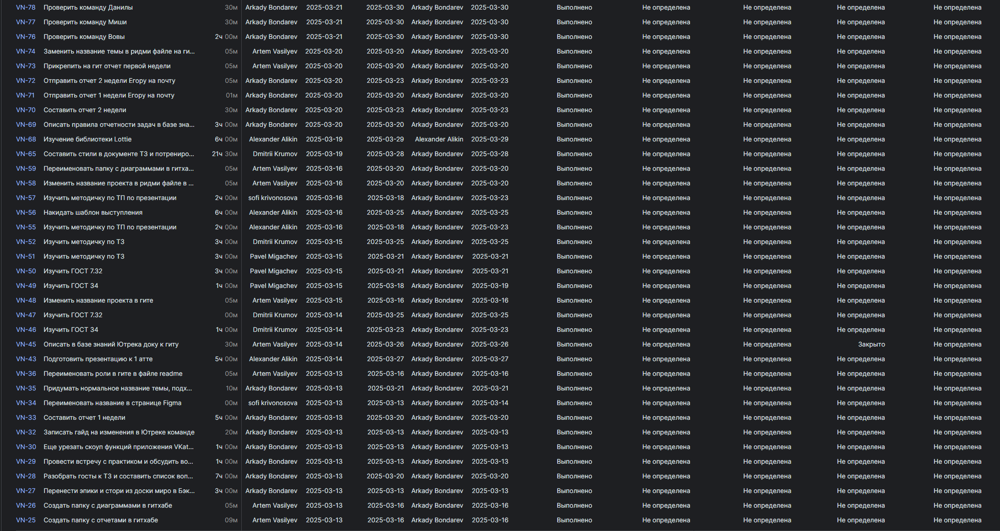 VN-78 Проверить команду Данилы 30м Arkady Bondarev 2025-03-21 2025-03-30 Arkady Bondarev 2025-03-30 Выполнено Не определена Не определена Не определена Не определена
VN-77 Проверить команду Миши 30м Arkady Bondarev 2025-03-21 2025-03-30 Arkady Bondarev 2025-03-30 Выполнено Не определена Не определена Не определена Не определена
VN-76 Проверить команду Вовы 2ч 00м Arkady Bondarev 2025-03-21 2025-03-30 Arkady Bondarev 2025-03-30 Выполнено Не определена Не определена Не определена Не определена
VN-74 Заменить название темы в ридми файле на ги... 05м Artem Vasilyev 2025-03-20 2025-03-20 Arkady Bondarev 2025-03-20 Выполнено Не определена Не определена Не определена Не определена
VN-73 Прикрепить на гит отчет первой недели 05м Artem Vasilyev 2025-03-20 2025-03-20 Arkady Bondarev 2025-03-20 Выполнено Не определена Не определена Не определена Не определена
VN-72 Отправить отчет 2 недели Егору на почту 05м Arkady Bondarev 2025-03-20 2025-03-23 Arkady Bondarev 2025-03-23 Выполнено Не определена Не определена Не определена Не определена
VN-71 Отправить отчет 1 недели Егору на почту 01м Arkady Bondarev 2025-03-20 2025-03-20 Arkady Bondarev 2025-03-20 Выполнено Не определена Не определена Не определена Не определена
VN-70 Составить отчет 2 недели 30м Arkady Bondarev 2025-03-20 2025-03-23 Arkady Bondarev 2025-03-23 Выполнено Не определена Не определена Не определена Не определена
VN-69 Описать правила отчетности задач в базе зна... 3ч 00м Arkady Bondarev 2025-03-20 2025-03-20 Arkady Bondarev 2025-03-20 Выполнено Не определена Не определена Не определена Не определена
VN-68 Изучение библиотеки Lottie 6ч 00м Alexander Alikin 2025-03-19 2025-03-29 Alexander Alikin 2025-03-29 Выполнено Не определена Не определена Не определена Не определена
VN-65 Составить стили в документе ТЗ и потрениро... 21ч 30м Dmitrii Krumov 2025-03-19 2025-03-28 Arkady Bondarev 2025-03-28 Выполнено Не определена Не определена Не определена Не определена
VN-59 Переименовать папку с диаграммами в гитха... 05м Artem Vasilyev 2025-03-16 2025-03-20 Arkady Bondarev 2025-03-20 Выполнено Не определена Не определена Не определена Не определена
VN-58 Изменить название проекта в ридми файле в ... 05м Artem Vasilyev 2025-03-16 2025-03-20 Arkady Bondarev 2025-03-20 Выполнено Не определена Не определена Не определена Не определена
VN-57 Изучить методичку по ТП по презентации 2ч 00м sofi krivonosova 2025-03-16 2025-03-18 Arkady Bondarev 2025-03-23 Выполнено Не определена Не определена Не определена Не определена
VN-56 Накидать шаблон выступления 6ч 00м Alexander Alikin 2025-03-16 2025-03-25 Arkady Bondarev 2025-03-25 Выполнено Не определена Не определена Не определена Не определена
VN-55 Изучить методичку по ТП по презентации 2ч 00м Alexander Alikin 2025-03-16 2025-03-18 Arkady Bondarev 2025-03-23 Выполнено Не определена Не определена Не определена Не определена
VN-52 Изучить методичку по ТЗ 3ч 00м Dmitrii Krumov 2025-03-15 2025-03-25 Arkady Bondarev 2025-03-25 Выполнено Не определена Не определена Не определена Не определена
VN-51 Изучить методичку по ТЗ 3ч 00м Pavel Migachev 2025-03-15 2025-03-21 Arkady Bondarev 2025-03-21 Выполнено Не определена Не определена Не определена Не определена
VN-50 Изучить ГОСТ 7.32 3ч 00м Pavel Migachev 2025-03-15 2025-03-21 Arkady Bondarev 2025-03-21 Выполнено Не определена Не определена Не определена Не определена
VN-49 Изучить ГОСТ 34 1ч 00м Pavel Migachev 2025-03-15 2025-03-18 Arkady Bondarev 2025-03-19 Выполнено Не определена Не определена Не определена Не определена
VN-48 Изменить название проекта в гите 05м Artem Vasilyev 2025-03-15 2025-03-16 Arkady Bondarev 2025-03-16 Выполнено Не определена Не определена Не определена Не определена
VN-47 Изучить ГОСТ 7.32 00м Dmitrii Krumov 2025-03-14 2025-03-25 Arkady Bondarev 2025-03-25 Выполнено Не определена Не определена Не определена Не определена
VN-46 Изучить ГОСТ 34 1ч 00м Dmitrii Krumov 2025-03-14 2025-03-23 Arkady Bondarev 2025-03-23 Выполнено Не определена Не определена Не определена Не определена
VN-45 Описать в базе знаний Ютрека доку к гиту 30м Artem Vasilyev 2025-03-14 2025-03-26 Arkady Bondarev 2025-03-26 Выполнено Не определена Не определена Закрыто Не определена
VN-43 Подготовить презентацию к 1 атте 5ч 00м Alexander Alikin 2025-03-14 2025-03-27 Arkady Bondarev 2025-03-27 Выполнено Не определена Не определена Не определена Не определена
VN-36 Переименовать роли в гите в файле readme 05м Artem Vasilyev 2025-03-13 2025-03-16 Arkady Bondarev 2025-03-16 Выполнено Не определена Не определена Не определена Не определена
VN-35 Придумать нормальное название темы, подх... 10м Arkady Bondarev 2025-03-13 2025-03-21 Arkady Bondarev 2025-03-21 Выполнено Не определена Не определена Не определена Не определена
VN-34 Переименовать название в странице Figma 00м sofi krivonosova 2025-03-13 2025-03-13 Arkady Bondarev 2025-03-14 Выполнено Не определена Не определена Не определена Не определена
VN-33 Составить отчет 1 недели 5ч 00м Arkady Bondarev 2025-03-13 2025-03-20 Arkady Bondarev 2025-03-20 Выполнено Не определена Не определена Не определена Не определена
VN-32 Записать гайд на изменения в Ютреке команде 20м Arkady Bondarev 2025-03-13 2025-03-13 Arkady Bondarev 2025-03-13 Выполнено Не определена Не определена Не определена Не определена
VN-30 Еще урезать скоуп функций приложения VKat... 1ч 00м Arkady Bondarev 2025-03-13 2025-03-13 Arkady Bondarev 2025-03-13 Выполнено Не определена Не определена Не определена Не определена
VN-29 Провести встречу с практиком и обсудить во... 1ч 00м Arkady Bondarev 2025-03-13 2025-03-13 Arkady Bondarev 2025-03-13 Выполнено Не определена Не определена Не определена Не определена
VN-28 Разобрать госты к ТЗ и составить список воп... 7ч 00м Arkady Bondarev 2025-03-13 2025-03-20 Arkady Bondarev 2025-03-20 Выполнено Не определена Не определена Не определена Не определена
VN-27 Перенести эпики и стори из доски миро в Бэк... 3ч 00м Arkady Bondarev 2025-03-13 2025-03-13 Arkady Bondarev 2025-03-13 Выполнено Не определена Не определена Не определена Не определена
VN-26 Создать папку с диаграммами в гитхабе 05м Artem Vasilyev 2025-03-13 2025-03-16 Arkady Bondarev 2025-03-16 Выполнено Не определена Не определена Не определена Не определена
VN-25 Создать папку с отчетами в гитхабе 09м Artem Vasilyev 2025-03-13 2025-03-16 Arkady Bondarev 2025-03-16 Выполнено Не определена Не определена Не определена Не определена